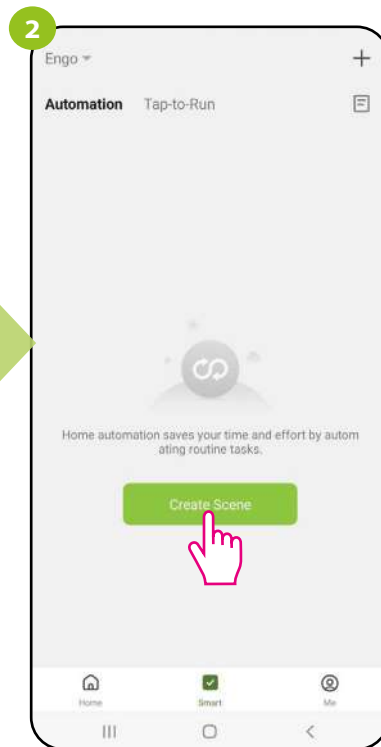 2
Engo
Automation Tap-to-Run
Home automation saves your time and effort by autom
ating routine tasks.
Create Scene
Home Smart Me